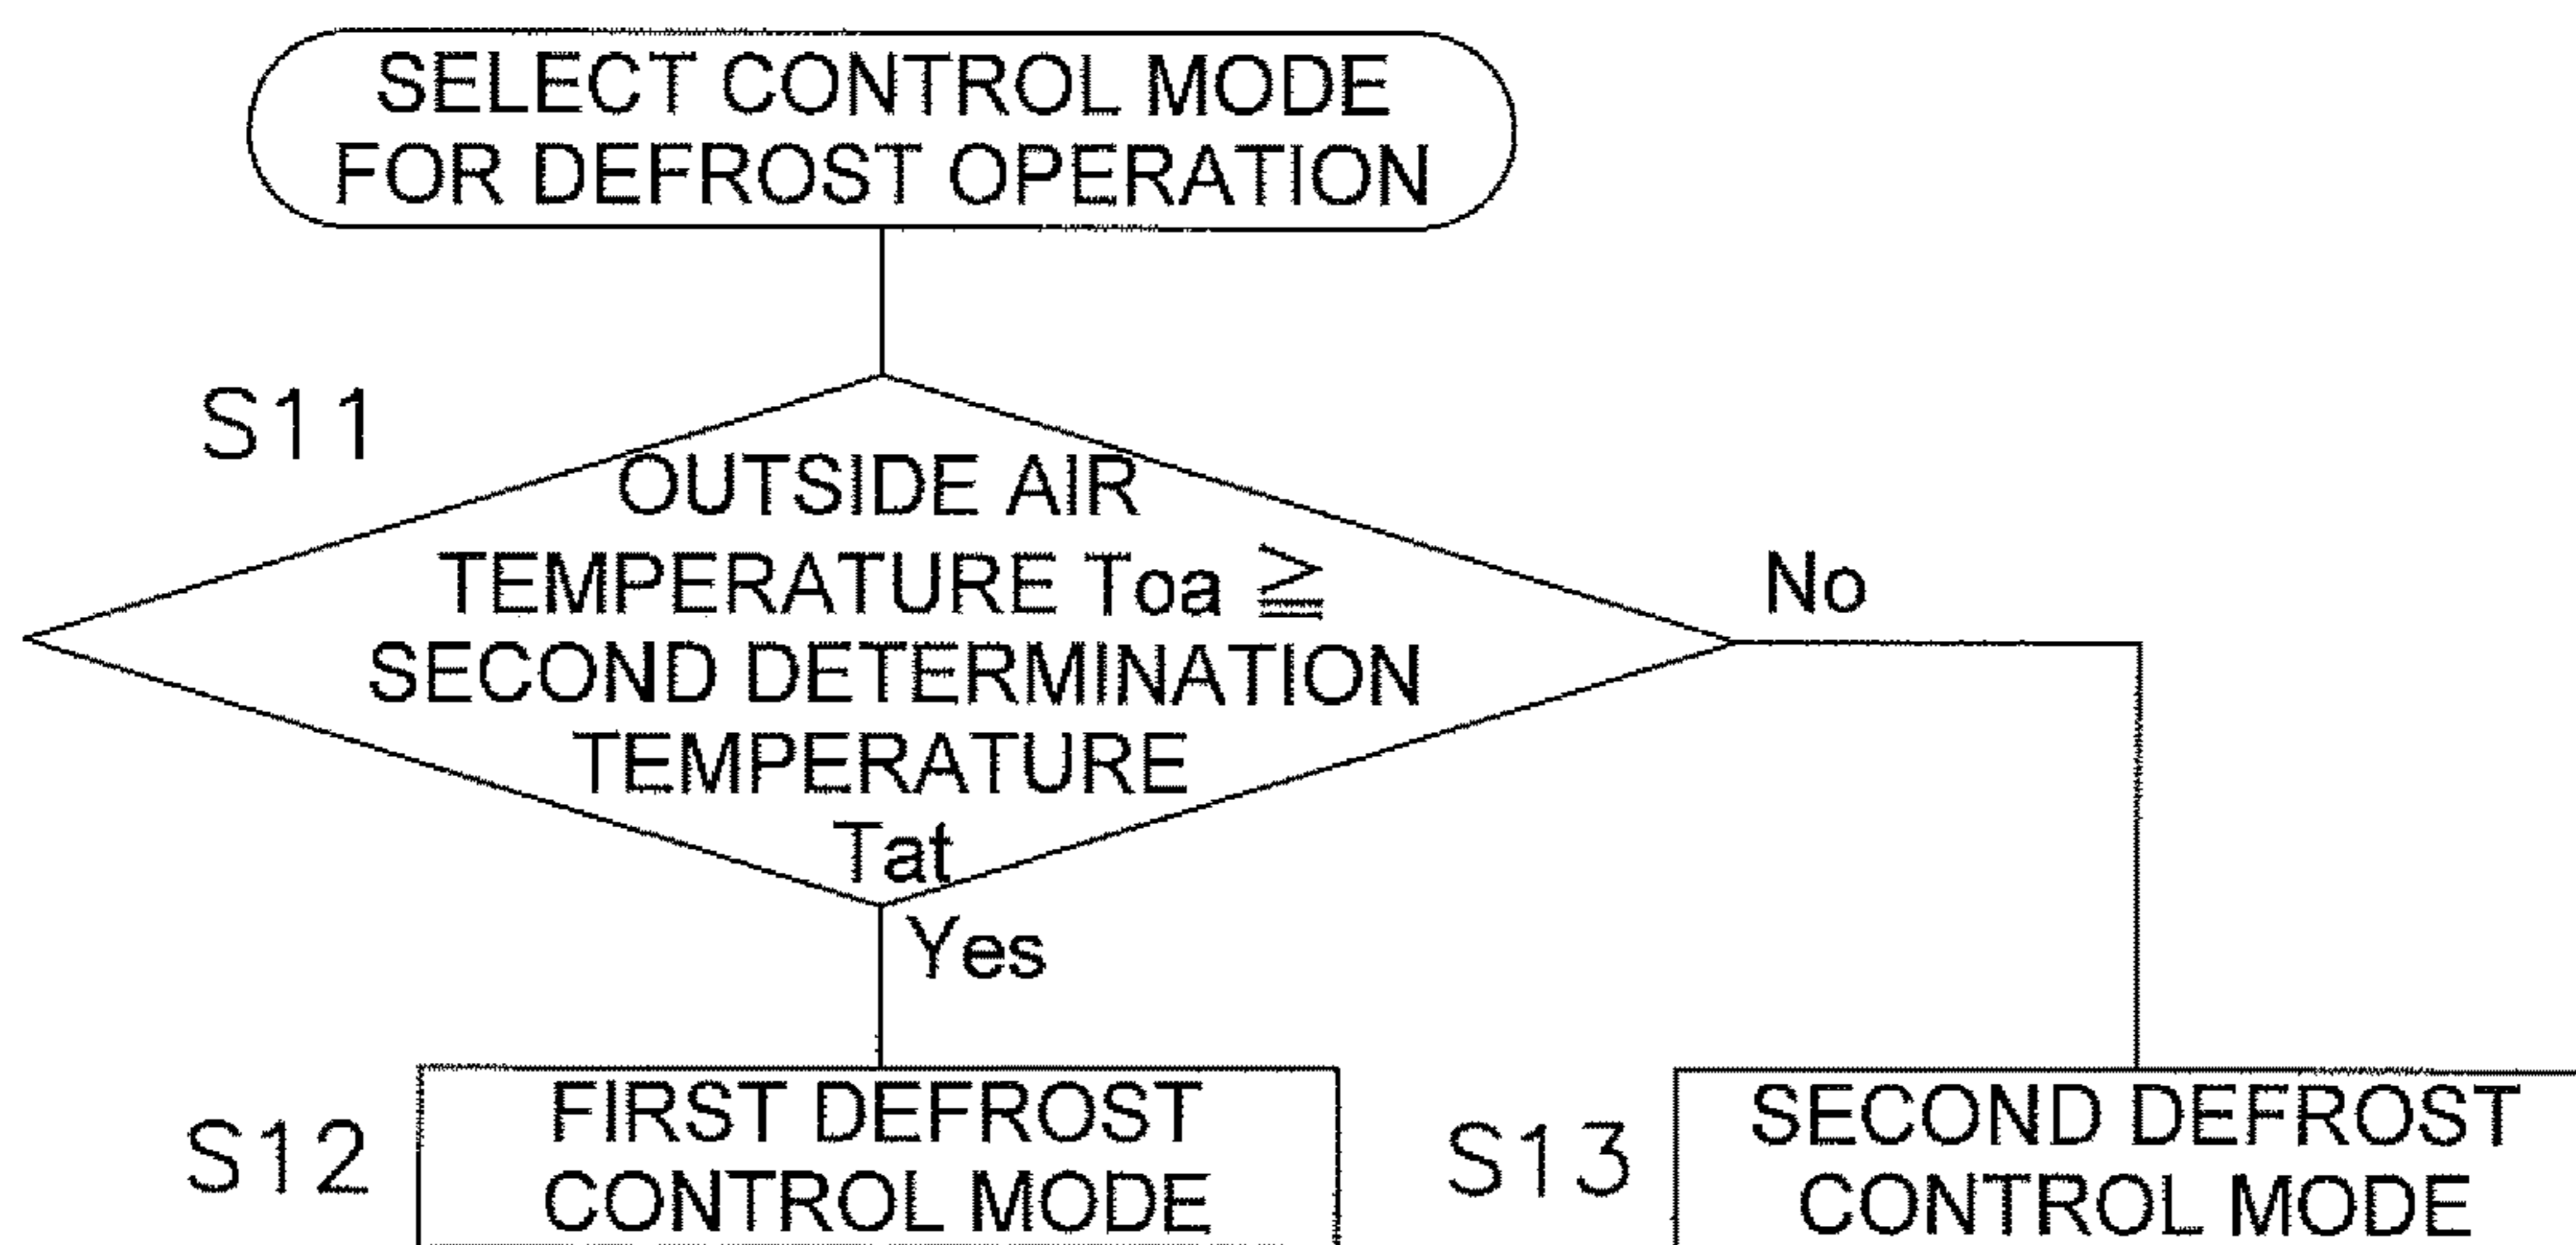 SELECT CONTROL MODE
FOR DEFROST OPERATION
S11
OUTSIDE AIR
TEMPERATURE Toa ≧
SECOND DETERMINATION
TEMPERATURE
Tat
No
Yes
S12
FIRST DEFROST
CONTROL MODE
S13
SECOND DEFROST
CONTROL MODE